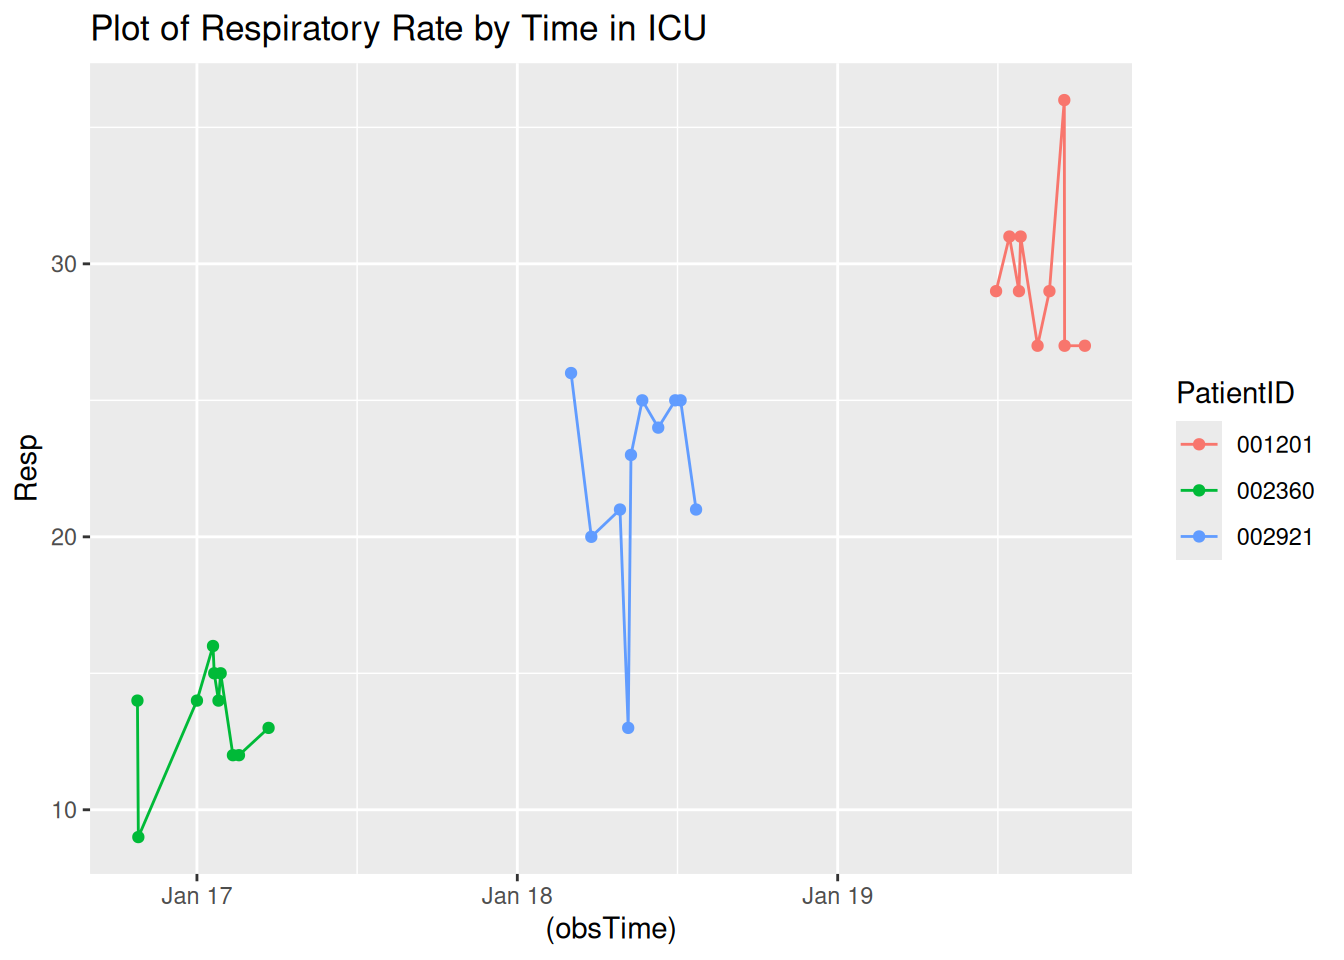 Plot of Respiratory Rate by Time in ICU
Resp
30
20
10
Jan 17
Jan 18
Jan 19
(obsTime)
PatientID
001201
002360
002921